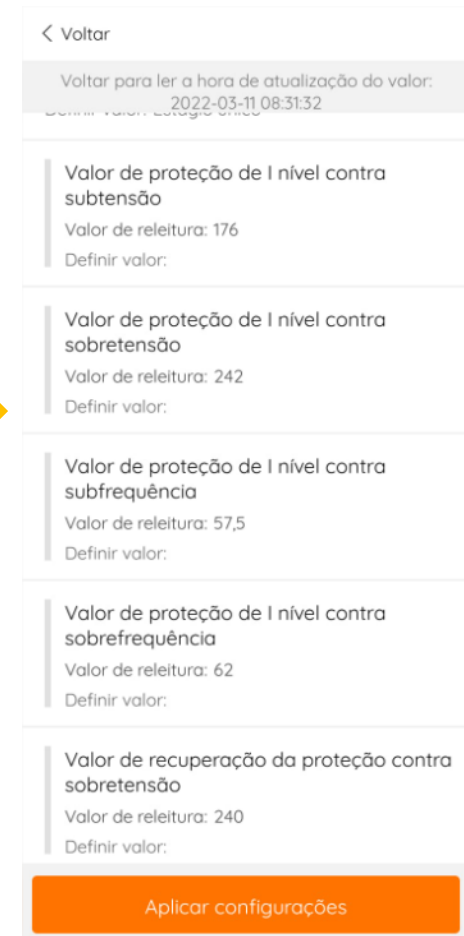 Voltar
Voltar para ler a hora de atualização do valor:
2022-03-11 08:31:32
Definir valor: Estágio único
Valor de proteção de I nível contra
subtensão
Valor de releitura: 176
Definir valor:
Valor de proteção de I nível contra
sobretensão
Valor de releitura: 242
Definir valor:
Valor de proteção de I nível contra
subfrequência
Valor de releitura: 57,5
Definir valor:
Valor de proteção de I nível contra
sobrefrequência
Valor de releitura: 62
Definir valor:
Valor de recuperação da proteção contra
sobretensão
Valor de releitura: 240
Definir valor:
Aplicar configurações